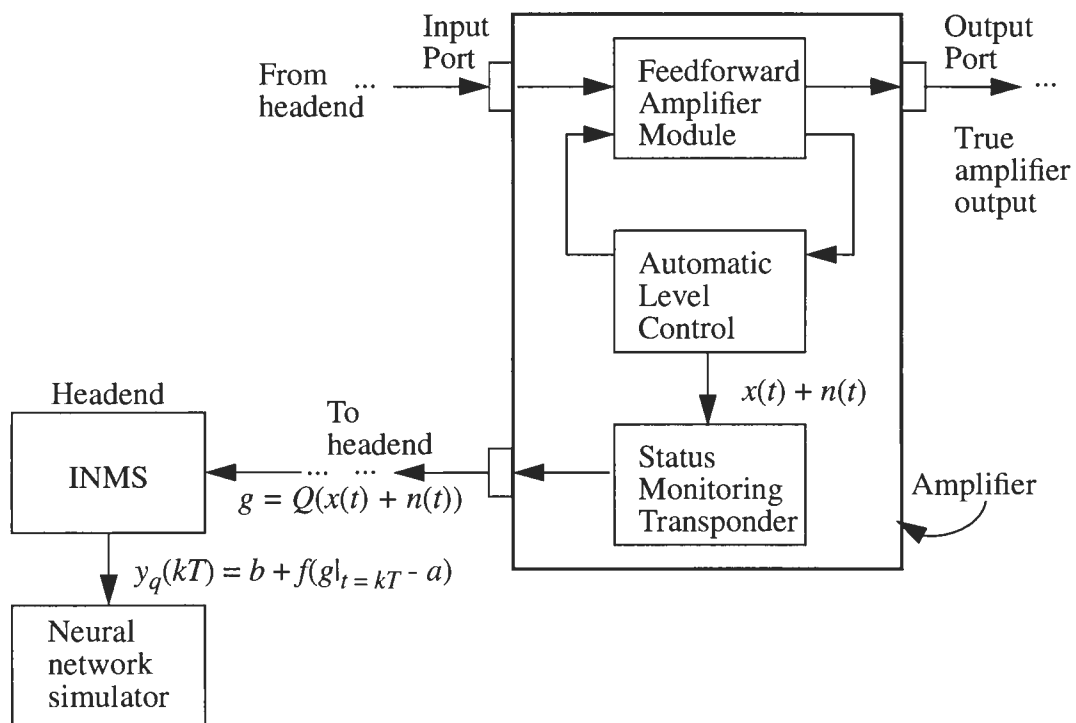 Input
Port
Output
Port
From
headend
...
Feedforward
Amplifier
Module
...
True
amplifier
output
Automatic
Level
Control
x(t) + n(t)
Headend
INMS
To
headend
... ...
g = Q(x(t) + n(t))
Status
Monitoring
Transponder
Amplifier
y_q(kT) = b + f(g|_{t = kT} - a)
Neural
network
simulator